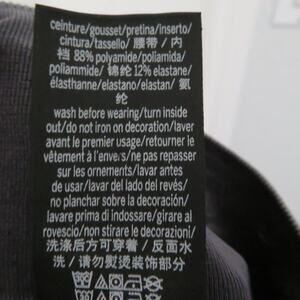 ceinture/gousset/pretina/inserto/
cintura/tassello/ 腰带 / 内
裆 88% polyamide/poliamida/
poliammide/ 锦纶 12% elastane/
élasthanne/elastano/elastan/ 氨
纶
wash before wearing/turn inside
out/do not iron on decoration/laver
avant le premier usage/retourner le
vêtement à l'envers/ne pas repasser
sur les ornements/lavar antes
de usar/lavar del lado del revés/
no planchar sobre la decoración/
lavare prima di indossare/girare al
rovescio/non stirare le decorazioni/
洗涤后方可穿着 / 反面水
洗 / 请勿熨烫装饰部分